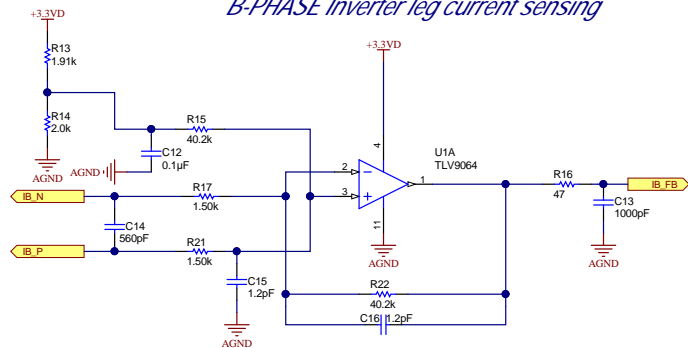 B-PHASE Inverter leg current sensing
+3.3VD
+3.3VD
R13
1.91k
R14
2.0k
R15
40.2k
C12
0.1µF
AGND
AGND
4
U1A
TLV9064
2
3
1
11
AGND
R16
47
IB_FB
C13
1000pF
AGND
IB_N
R17
1.50k
C14
560pF
IB_P
R21
1.50k
C15
1.2pF
AGND
R22
40.2k
C16
1.2pF